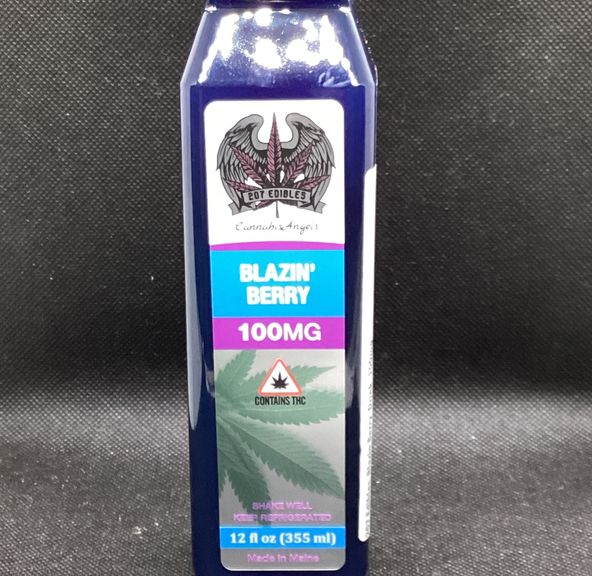 207 EDIBLES
Cannabis Angels
BLAZIN'
BERRY
100MG
CONTAINS THC
SHAKE WELL
KEEP REFRIGERATED
12 fl oz (355 ml)
Made in Maine